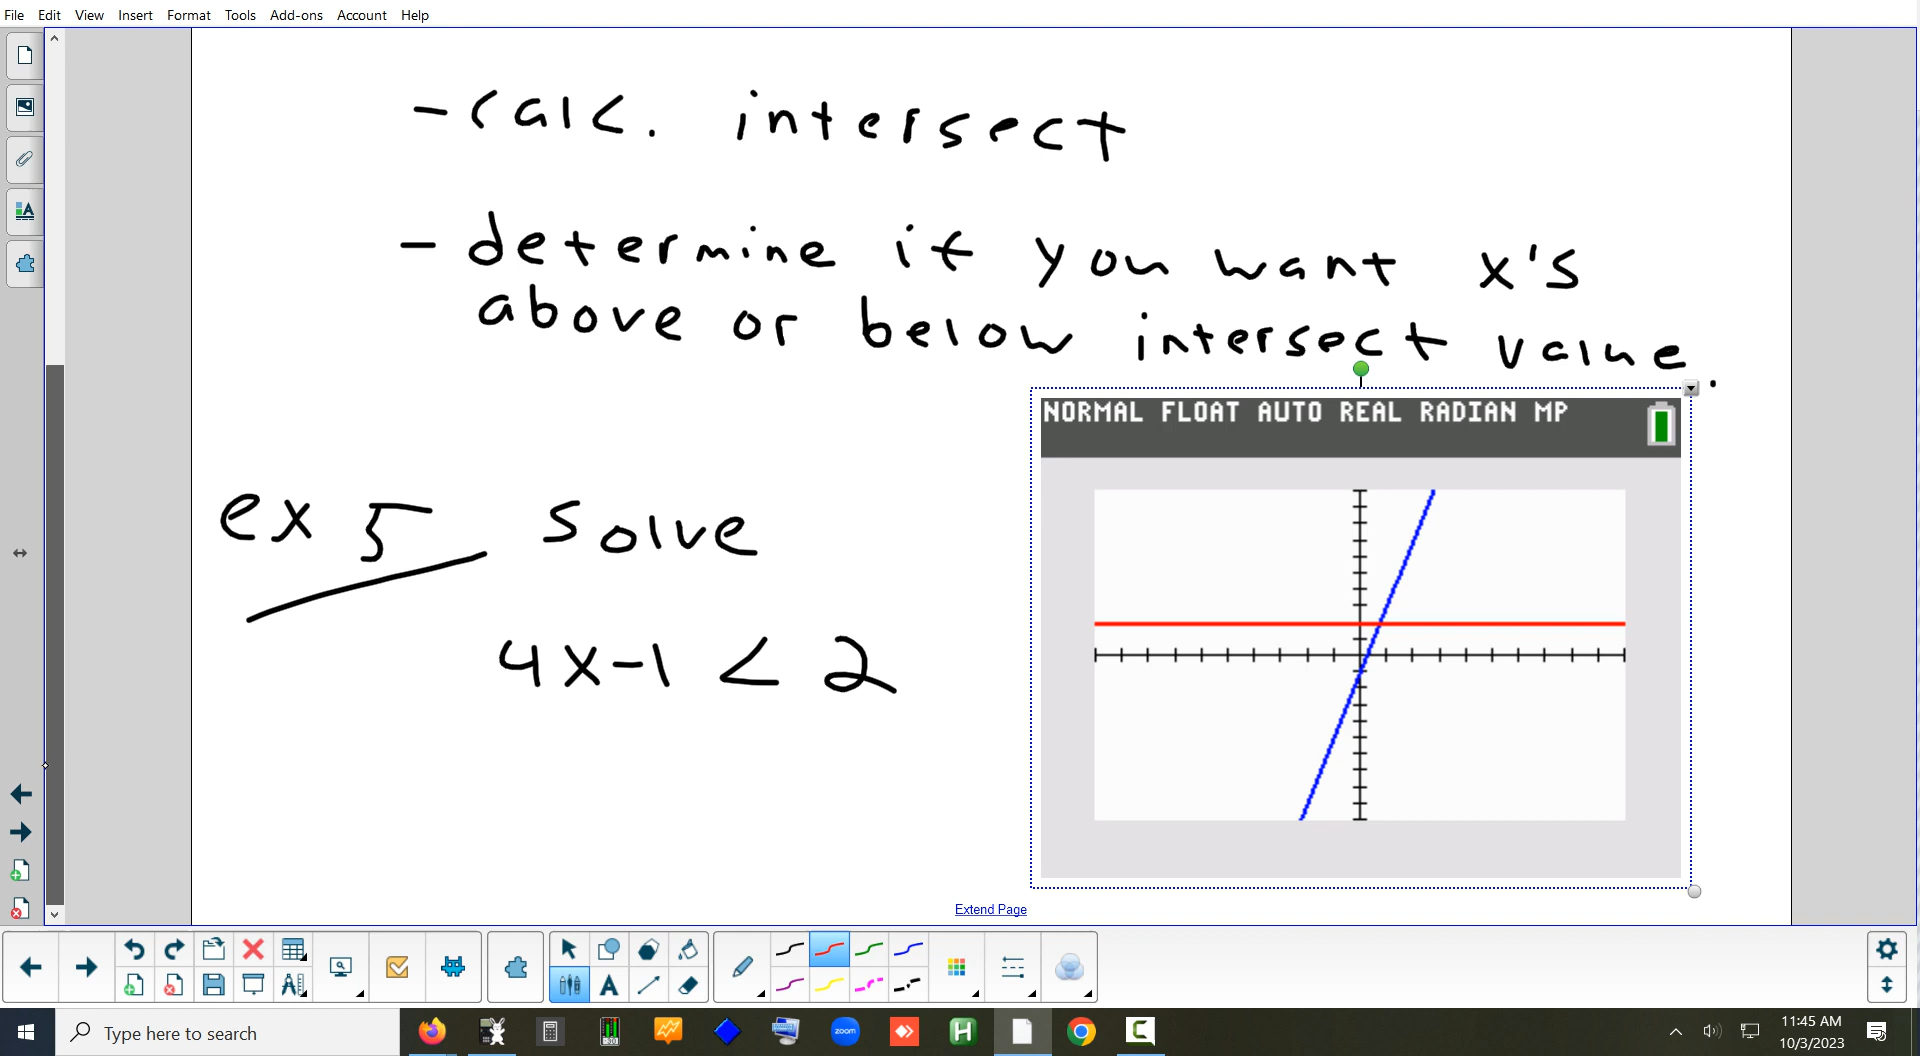 File Edit View Insert Format Tools Add-ons Account Help
- calc. intersect
- determine if you want x's
above or below intersect value.
NORMAL FLOAT AUTO REAL RADIAN MP
ex 5 solve
4x-1 < 2
Extend Page
Type here to search
zoom
11:45 AM
10/3/2023